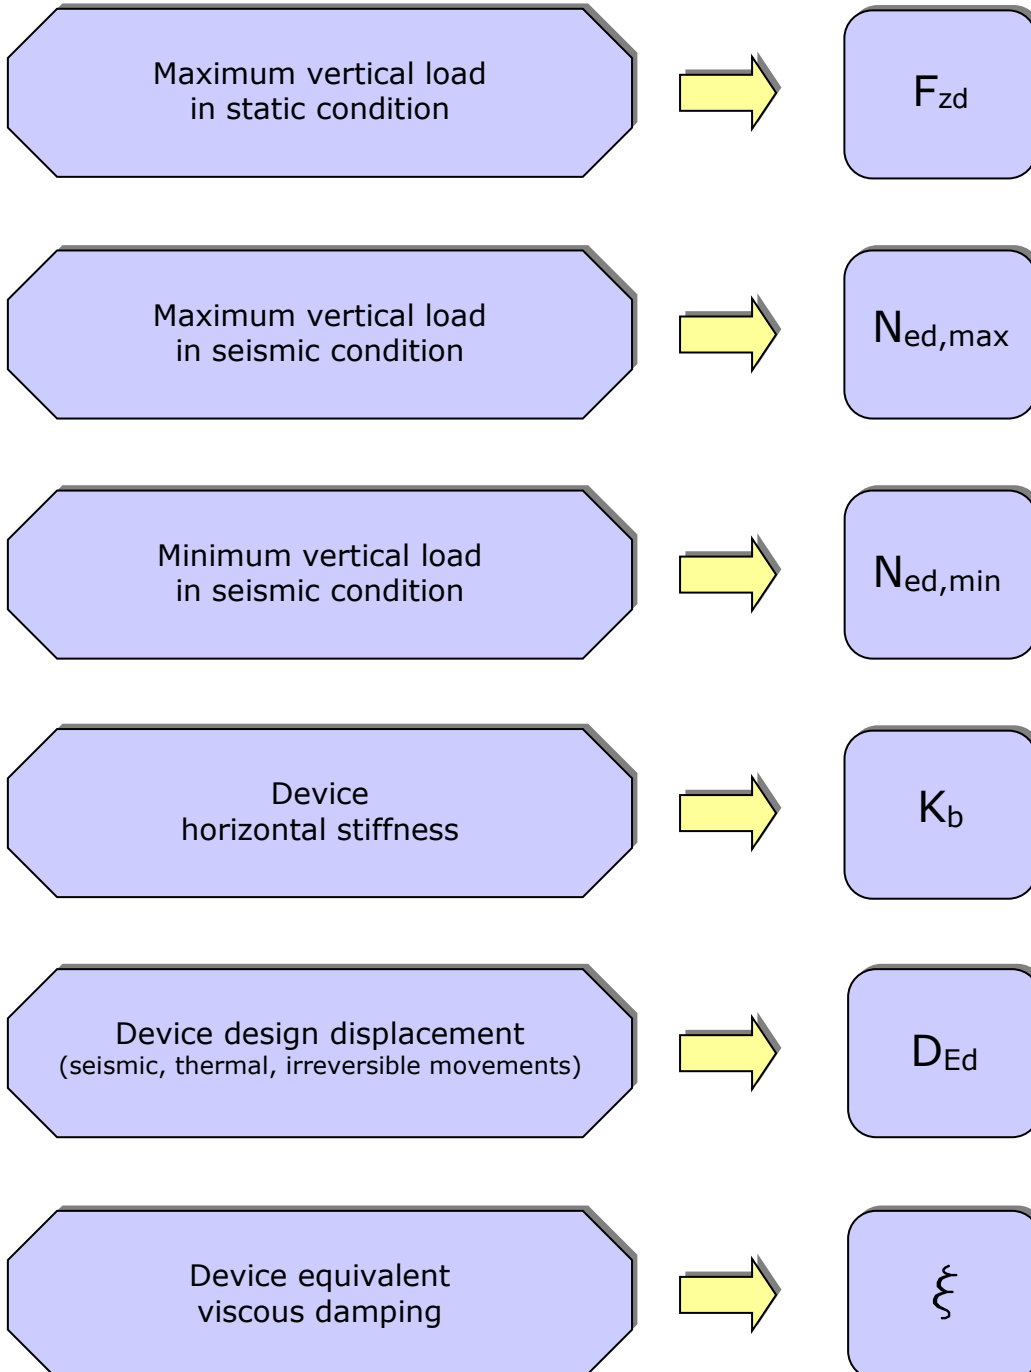 Maximum vertical load
in static condition
Fzd
Maximum vertical load
in seismic condition
Ned,max
Minimum vertical load
in seismic condition
Ned,min
Device
horizontal stiffness
Kb
Device design displacement
(seismic, thermal, irreversible movements)
DEd
Device equivalent
viscous damping
ξ